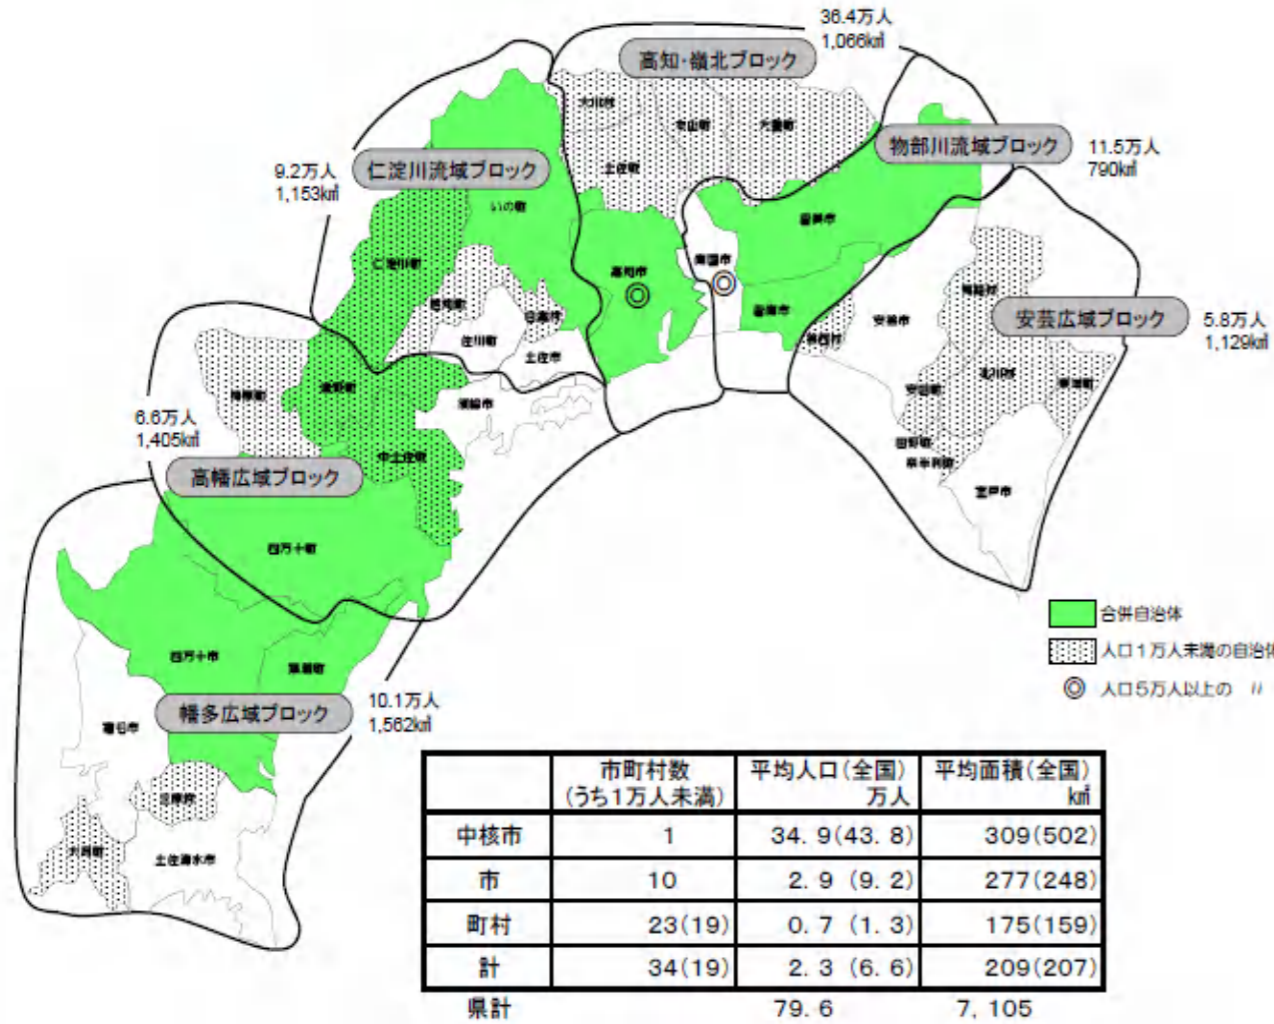 36.4万人
1,066k㎡
高知・嶺北ブロック
大川村
本山町
大豊町
土佐町
物部川流域ブロック
11.5万人
790k㎡
仁淀川流域ブロック
9.2万人
1,153k㎡
いの町
香美市
仁淀川町
高知市
南国市
香南市
越知町
日高村
佐川町
土佐市
芸西村
安芸市
馬路村
安芸広域ブロック
5.8万人
1,129k㎡
安田町
北川村
東洋町
田野町
奈半利町
室戸市
津野町
梼原町
須崎市
6.6万人
1,405k㎡
中土佐町
高幡広域ブロック
四万十町
四万十市
黒潮町
10.1万人
1,562k㎡
幡多広域ブロック
宿毛市
三原村
大月町
土佐清水市
合併自治体
人口1万人未満の自治体
人口5万人以上の 〃
市町村数 平均人口(全国) 平均面積(全国)
(うち1万人未満) 万人 k㎡
中核市 1 34.9(43.8) 309(502)
市 10 2.9 (9.2) 277(248)
町村 23(19) 0.7 (1.3) 175(159)
計 34(19) 2.3 (6.6) 209(207)
県計 79.6 7,105